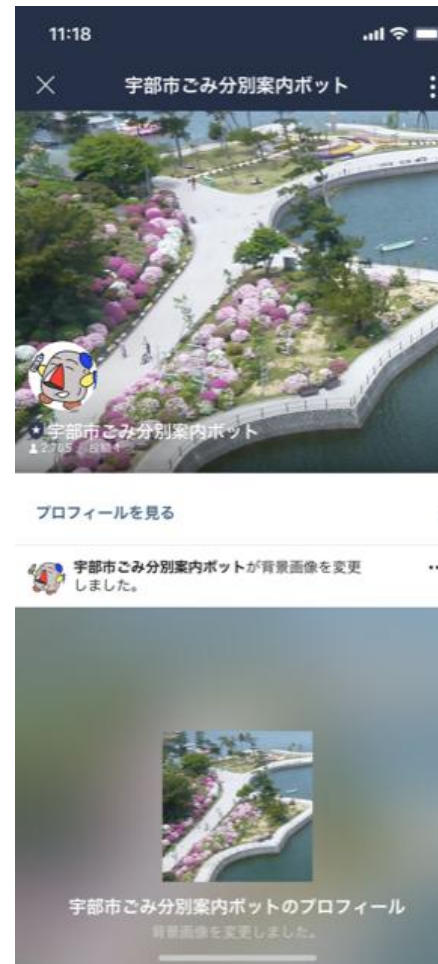 11:18
宇部市ごみ分別案内ボット
宇部市ごみ分別案内ボット
投稿 1
プロフィールを見る
宇部市ごみ分別案内ボットが背景画像を変更
しました。
宇部市ごみ分別案内ボットのプロフィール
背景画像を変更しました。